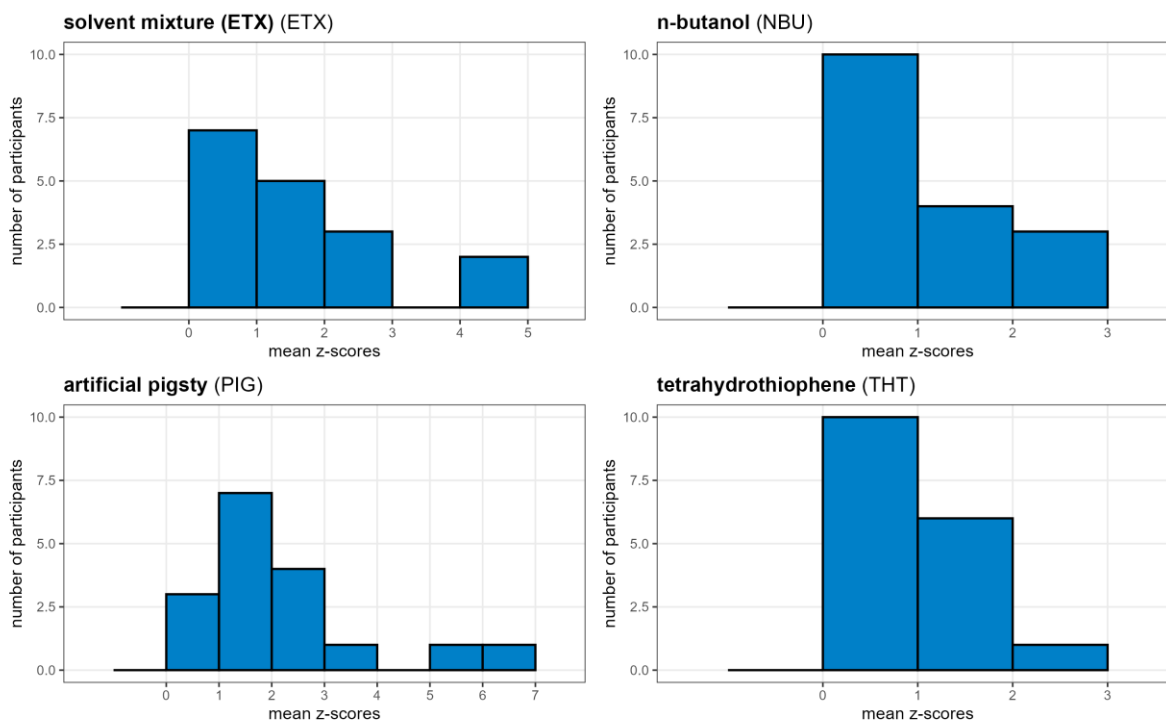 solvent mixture (ETX) (ETX)
number of participants
10.0
7.5
5.0
2.5
0.0
0 1 2 3 4 5
mean z-scores
n-butanol (NBU)
number of participants
10.0
7.5
5.0
2.5
0.0
0 1 2 3
mean z-scores
artificial pigsty (PIG)
number of participants
10.0
7.5
5.0
2.5
0.0
0 1 2 3 4 5 6 7
mean z-scores
tetrahydrothiophene (THT)
number of participants
10.0
7.5
5.0
2.5
0.0
0 1 2 3
mean z-scores